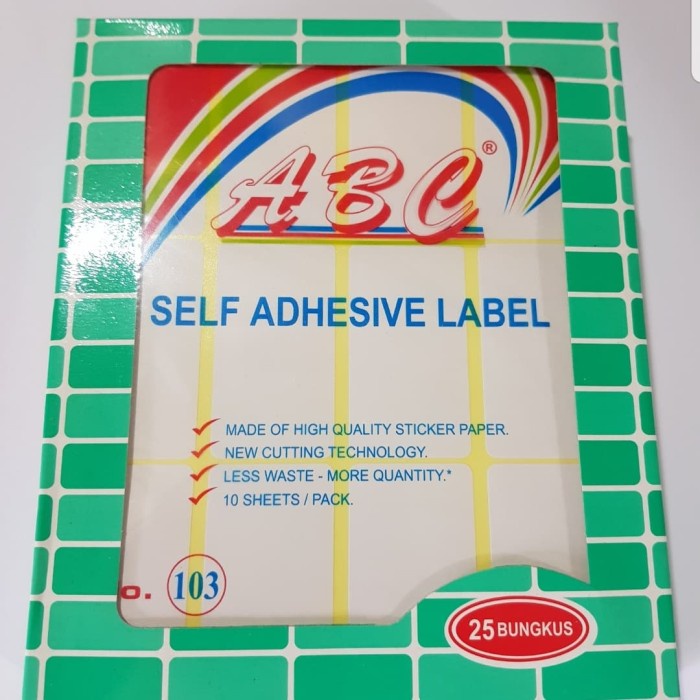 ABC®
SELF ADHESIVE LABEL
✓ MADE OF HIGH QUALITY STICKER PAPER.
✓ NEW CUTTING TECHNOLOGY.
✓ LESS WASTE - MORE QUANTITY.*
✓ 10 SHEETS / PACK.
o. 103
25 BUNGKUS